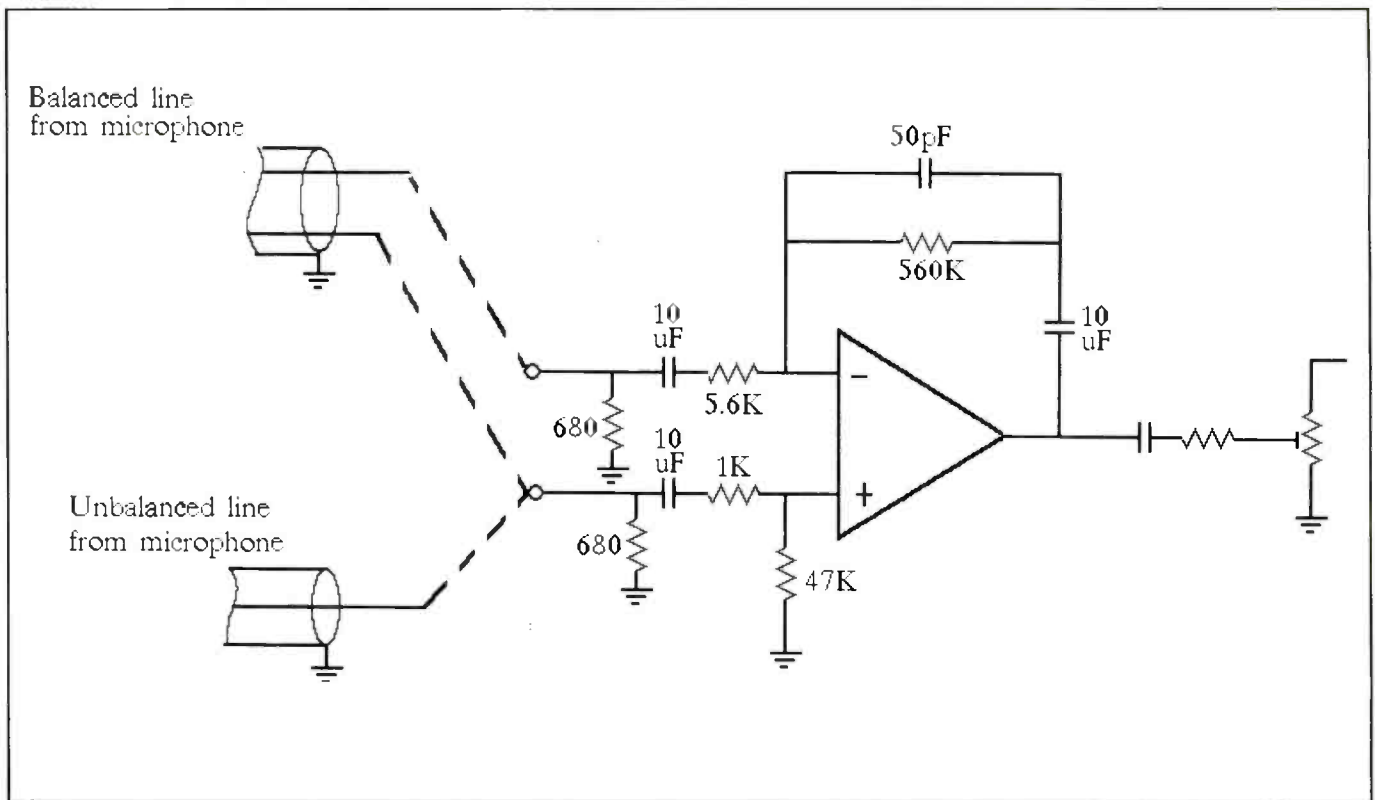 Balanced line
from microphone
50pF
560K
10
uF
10
uF
5.6K
−
680
10
uF
1K
+
Unbalanced line
from microphone
680
47K